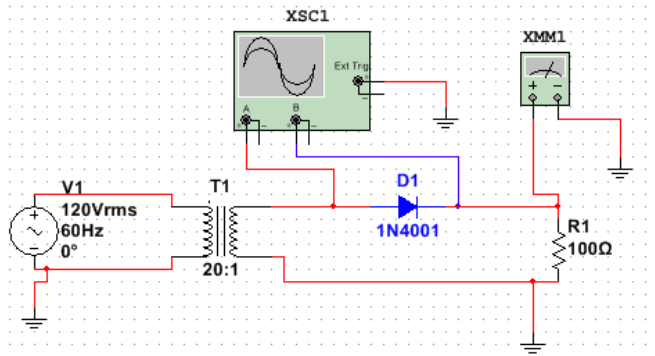 XSC1
XMM1
Ext Trig
+
–
A
B
+ –
+ –
+ –
V1
120Vrms
60Hz
0°
T1
20:1
D1
1N4001
R1
100Ω